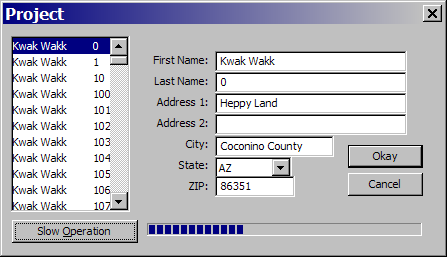 Project
Kwak Wakk 0
Kwak Wakk 1
Kwak Wakk 10
Kwak Wakk 100
Kwak Wakk 101
Kwak Wakk 102
Kwak Wakk 103
Kwak Wakk 104
Kwak Wakk 105
Kwak Wakk 106
Kwak Wakk 107
First Name: Kwak Wakk
Last Name: 0
Address 1: Heppy Land
Address 2:
City: Coconino County
State: AZ
ZIP: 86351
Okay
Cancel
Slow Operation